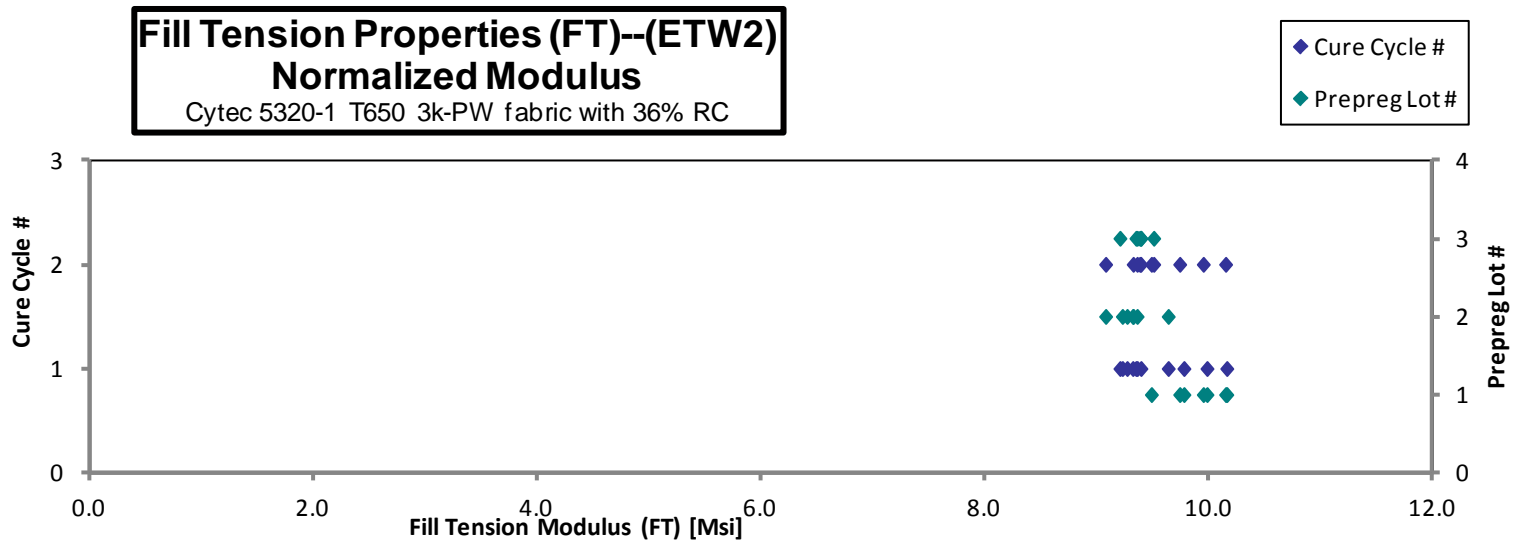 Fill Tension Properties (FT)--(ETW2)
Normalized Modulus
Cytec 5320-1 T650 3k-PW fabric with 36% RC
Cure Cycle #
Prepreg Lot #
3
2
1
0
Cure Cycle #
4
3
2
1
0
Prepreg Lot #
0.0 2.0 4.0 6.0 8.0 10.0 12.0
Fill Tension Modulus (FT) [Msi]